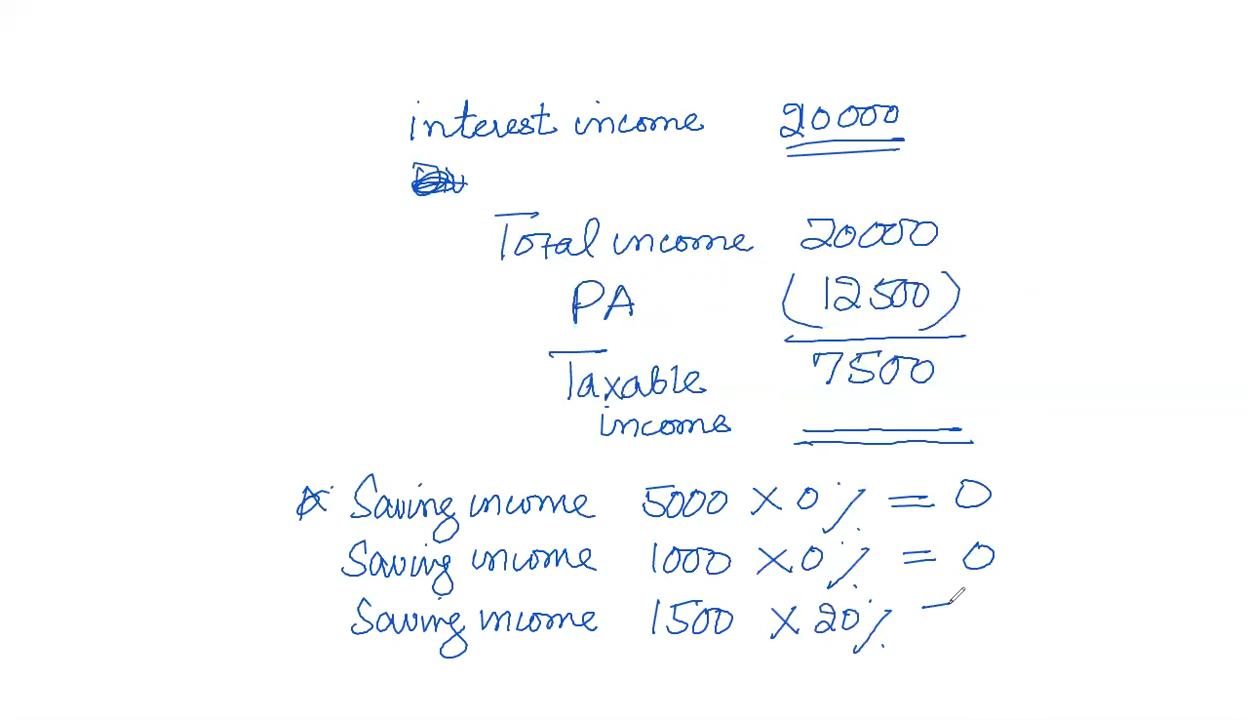 interest income 20000
Total income 20000
PA (12500)
Taxable 7500
income
Saving income 5000 × 0% = 0
Saving income 1000 × 0% = 0
Saving income 1500 × 20%